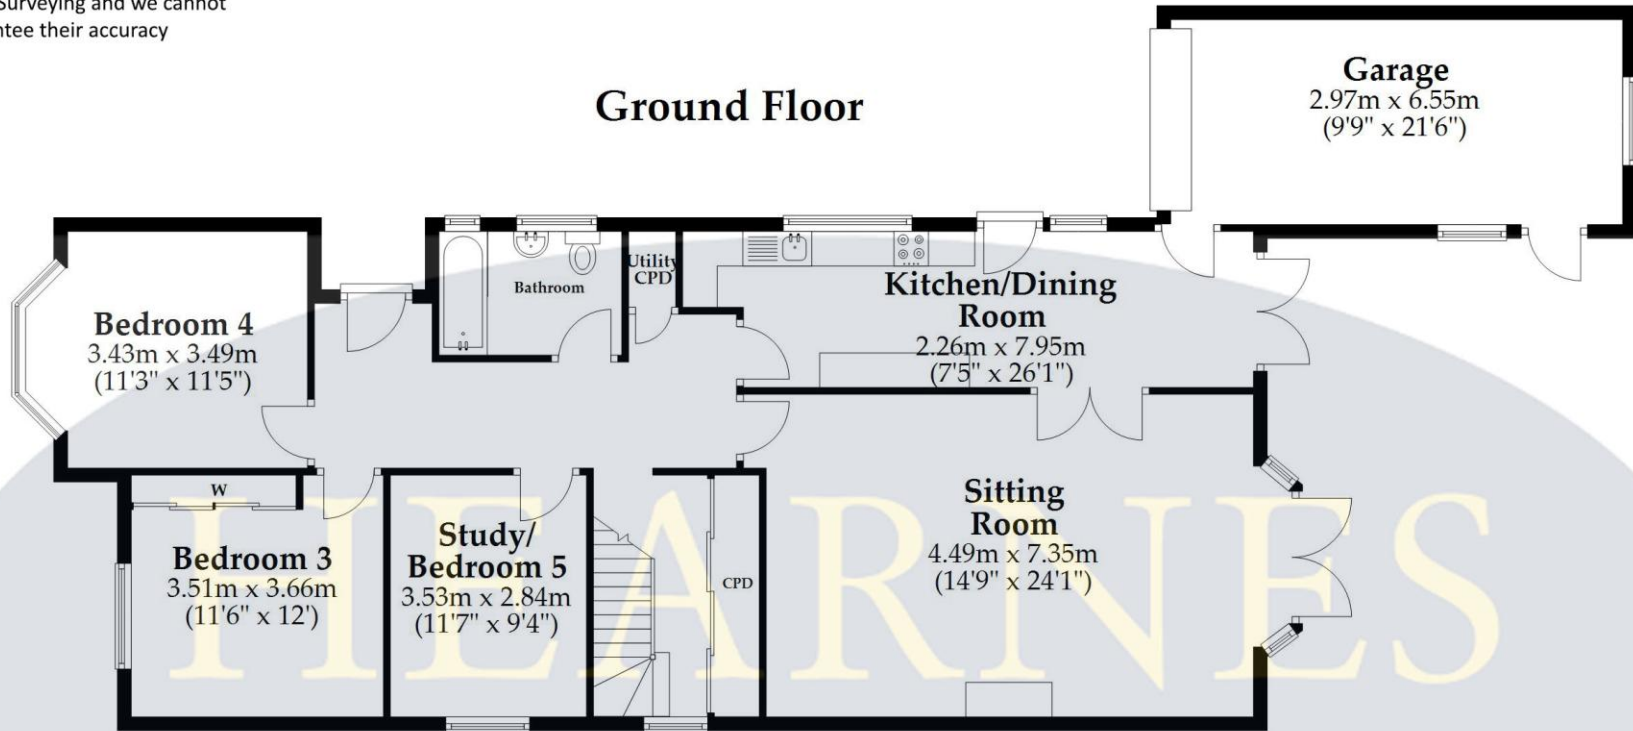 Surveying and we cannot
ntee their accuracy
Ground Floor
Garage
2.97m x 6.55m
(9'9" x 21'6")
Utility
CPD
Bathroom
Kitchen/Dining
Room
2.26m x 7.95m
(7'5" x 26'1")
Bedroom 4
3.43m x 3.49m
(11'3" x 11'5")
W
Bedroom 3
3.51m x 3.66m
(11'6" x 12')
Study/
Bedroom 5
3.53m x 2.84m
(11'7" x 9'4")
CPD
Sitting
Room
4.49m x 7.35m
(14'9" x 24'1")
HEARNES